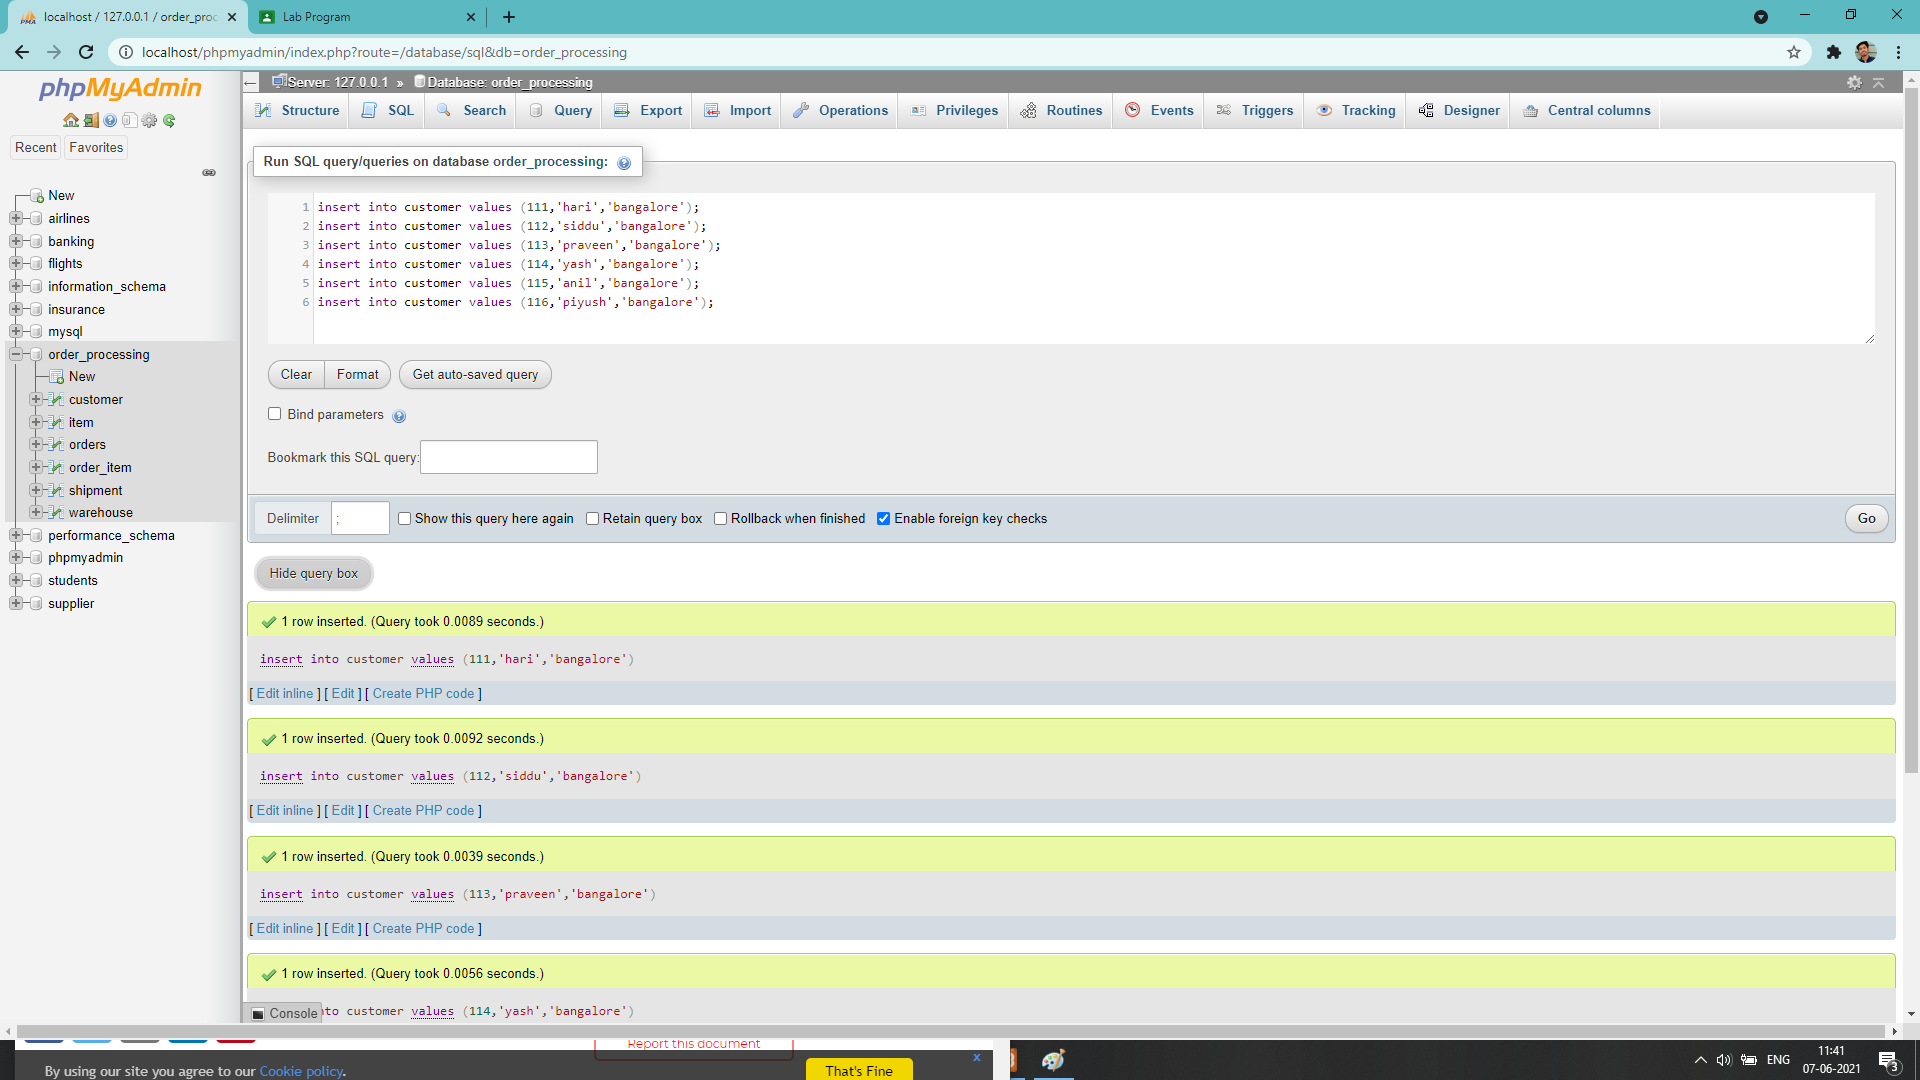 localhost / 127.0.0.1 / order_proc
Lab Program
localhost/phpmyadmin/index.php?route=/database/sql&db=order_processing
phpMyAdmin
Recent
Favorites
New
airlines
banking
flights
information_schema
insurance
mysql
order_processing
New
customer
item
orders
order_item
shipment
warehouse
performance_schema
phpmyadmin
students
supplier
Server: 127.0.0.1 » Database: order_processing
Structure SQL Search Query Export Import Operations Privileges Routines Events Triggers Tracking Designer Central columns
Run SQL query/queries on database order_processing:
1 insert into customer values (111,'hari','bangalore');
2 insert into customer values (112,'siddu','bangalore');
3 insert into customer values (113,'praveen','bangalore');
4 insert into customer values (114,'yash','bangalore');
5 insert into customer values (115,'anil','bangalore');
6 insert into customer values (116,'piyush','bangalore');
Clear Format Get auto-saved query
Bind parameters
Bookmark this SQL query:
Delimiter ; Show this query here again Retain query box Rollback when finished Enable foreign key checks Go
Hide query box
1 row inserted. (Query took 0.0089 seconds.)
insert into customer values (111,'hari','bangalore')
[ Edit inline ] [ Edit ] [ Create PHP code ]
1 row inserted. (Query took 0.0092 seconds.)
insert into customer values (112,'siddu','bangalore')
[ Edit inline ] [ Edit ] [ Create PHP code ]
1 row inserted. (Query took 0.0039 seconds.)
insert into customer values (113,'praveen','bangalore')
[ Edit inline ] [ Edit ] [ Create PHP code ]
1 row inserted. (Query took 0.0056 seconds.)
Console nto customer values (114,'yash','bangalore')
Report this document
By using our site you agree to our Cookie policy.
x
That's Fine
ENG
11:41
07-06-2021
3